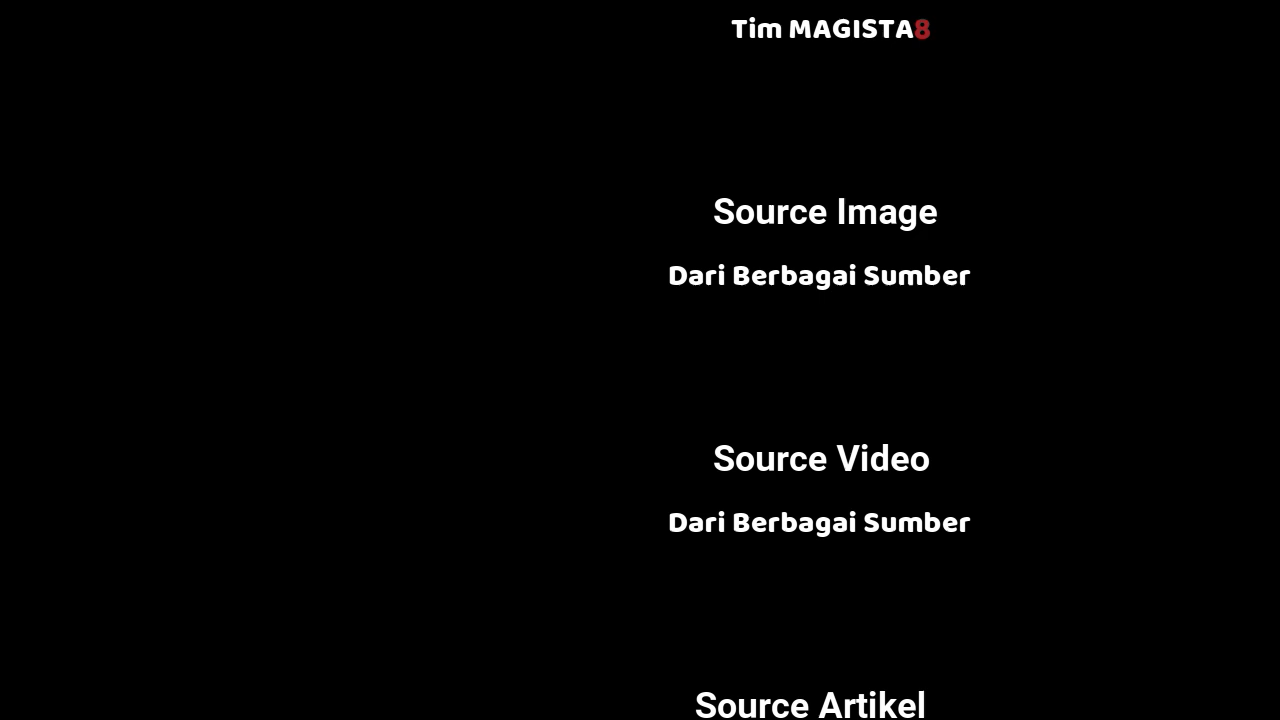 Tim MAGISTA8
Source Image
Dari Berbagai Sumber
Source Video
Dari Berbagai Sumber
Source Artikel